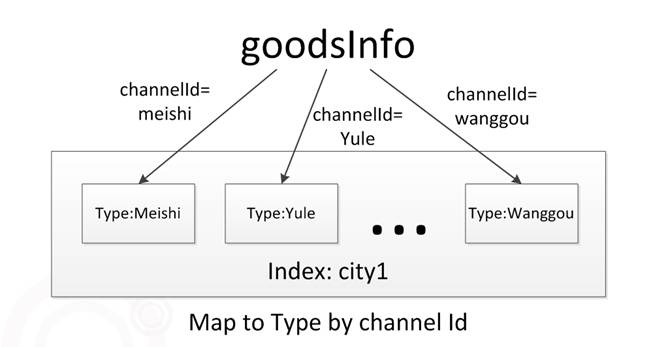 goodsInfo
channelId=
meishi
channelId=
Yule
channelId=
wanggou
Type:Meishi
Type:Yule
Type:Wanggou
Index: city1
Map to Type by channel Id